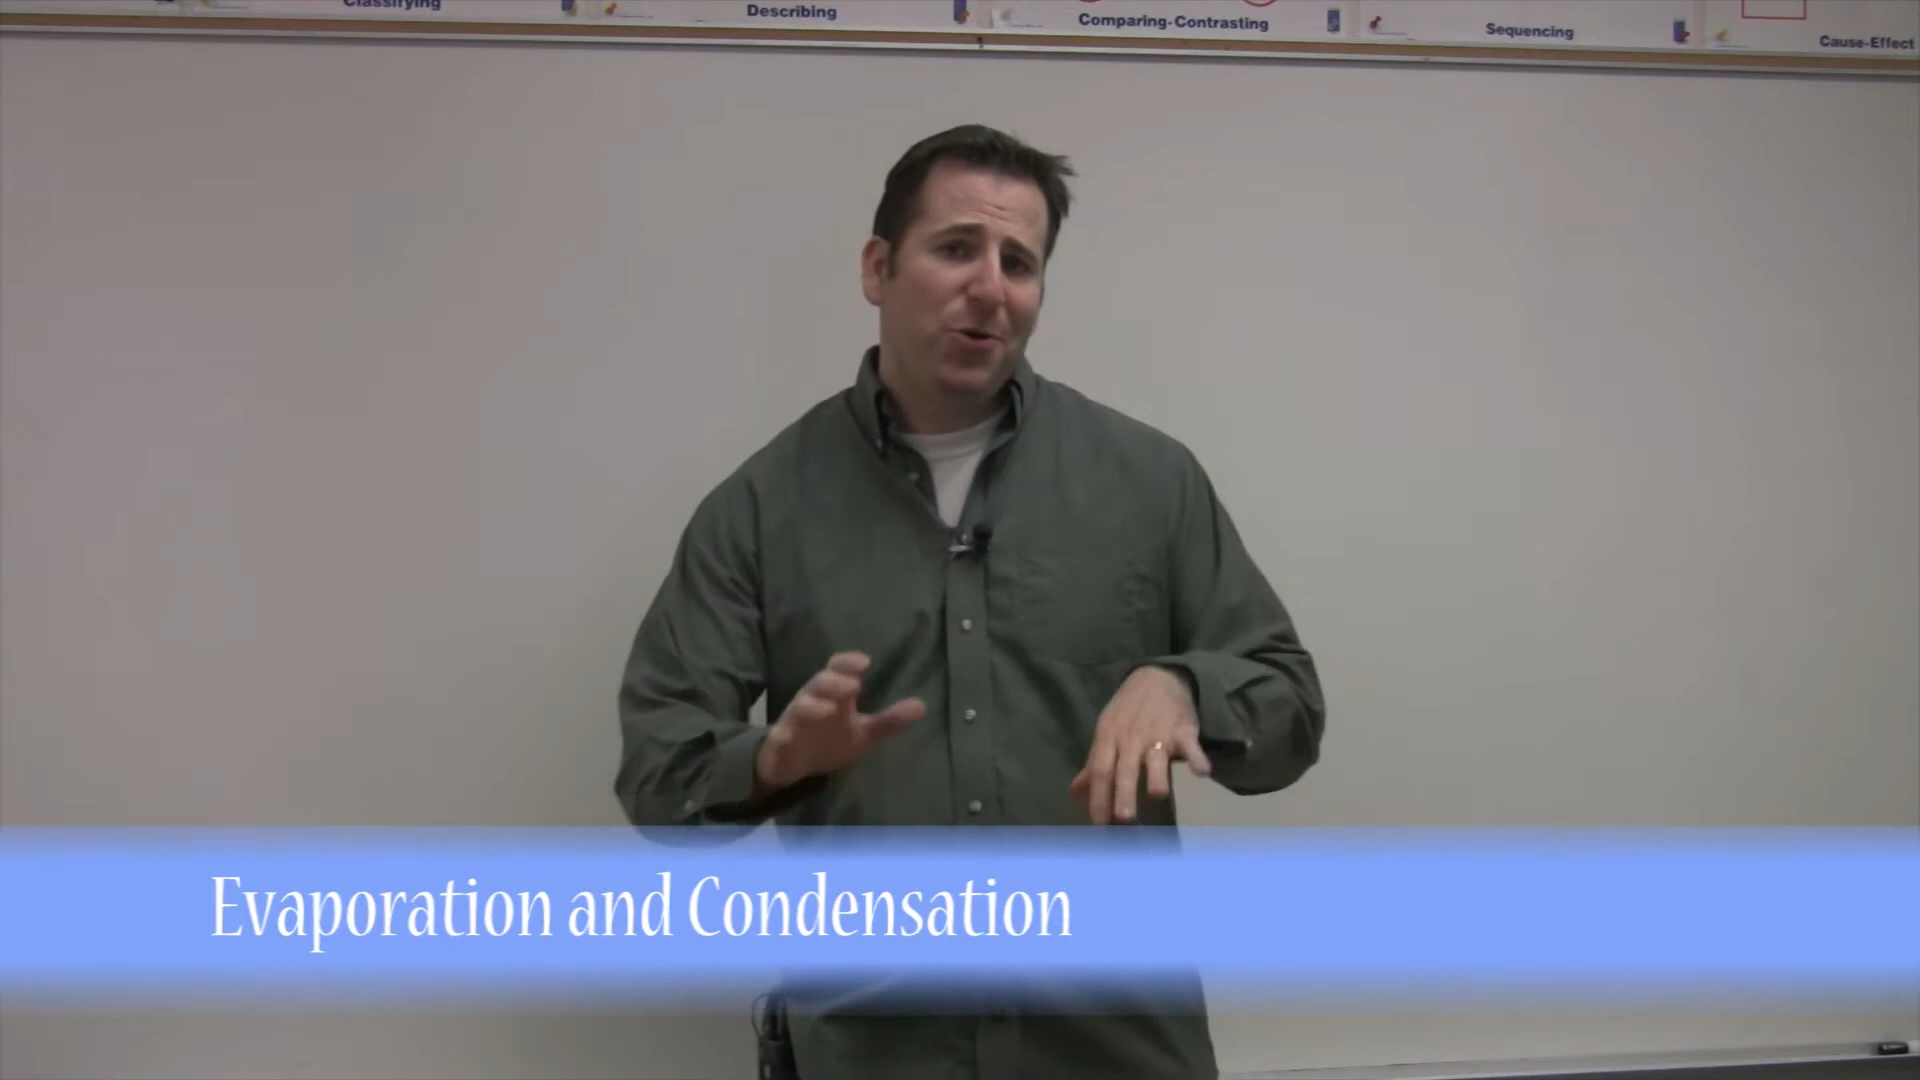 Classifying
Describing
Comparing-Contrasting
Sequencing
Cause-Effect
Evaporation and Condensation